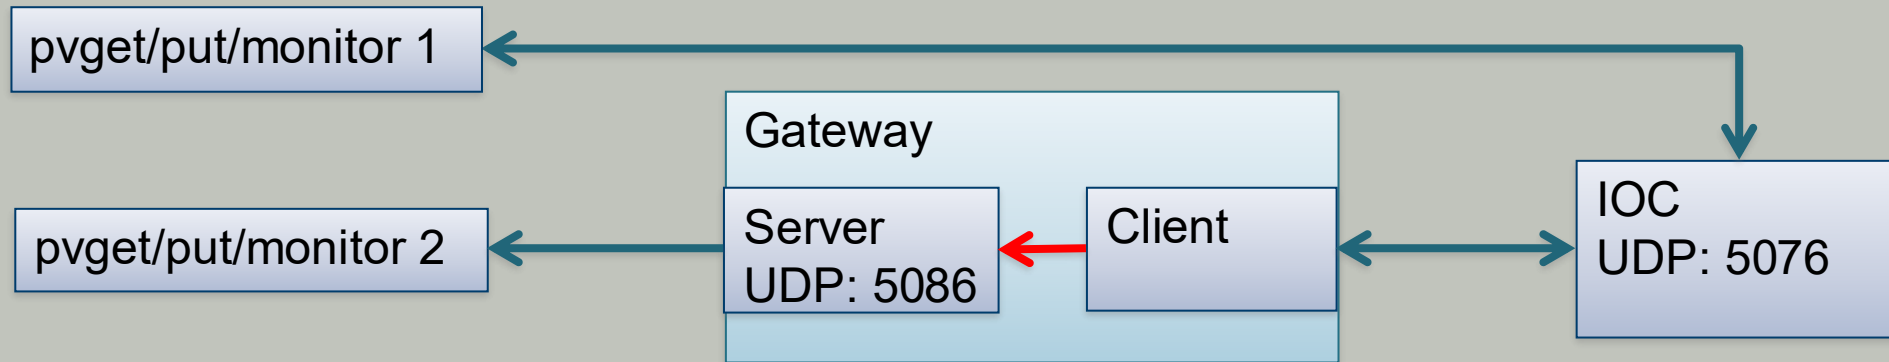 pvget/put/monitor 1
Gateway
pvget/put/monitor 2
Server
UDP: 5086
Client
IOC
UDP: 5076